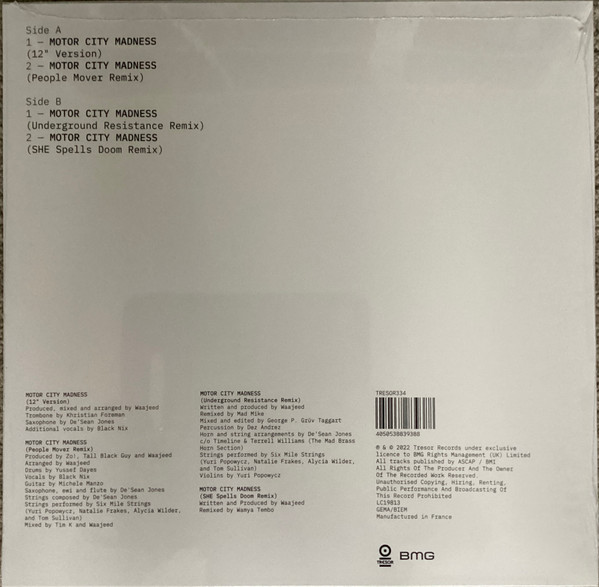 Side A
1 — MOTOR CITY MADNESS
(12" Version)
2 — MOTOR CITY MADNESS
(People Mover Remix)
Side B
1 — MOTOR CITY MADNESS
(Underground Resistance Remix)
2 — MOTOR CITY MADNESS
(SHE Spells Doom Remix)
MOTOR CITY MADNESS
(12" Version)
Produced, mixed and arranged by Waajeed
Trombone by Khristian Foreman
Saxophone by De'Sean Jones
Additional vocals by Black Nix
MOTOR CITY MADNESS
(People Mover Remix)
Produced by Zo!, Tall Black Guy and Waajeed
Arranged by Waajeed
Drums by Yussef Dayes
Vocals by Black Nix
Guitar by Michele Manzo
Saxophone, ewi and flute by De'Sean Jones
Strings composed by De'Sean Jones
Strings performed by Six Mile Strings
(Yuri Popowycz, Natalie Frakes, Alycia Wilder,
and Tom Sullivan)
Mixed by Tim K and Waajeed
MOTOR CITY MADNESS
(Underground Resistance Remix)
Written and produced by Waajeed
Remixed by Mad Mike
Mixed and edited by George P. Gzüv Taggart
Percussion by Dez Andres
Horn and string arrangements by De'Sean Jones
c/o Timeline & Terrell Williams (The Mad Brass
Horn Section)
Strings performed by Six Mile Strings
(Yuri Popowycz, Natalie Frakes, Alycia Wilder,
and Tom Sullivan)
Violins by Yuri Popowycz
MOTOR CITY MADNESS
(SHE Spells Doom Remix)
Written and Produced by Waajeed
Remixed by Wamya Tembo
TRESOR334
4050538839388
℗ & © 2022 Tresor Records under exclusive
licence to BMG Rights Management (UK) Limited
All tracks published by ASCAP / BMI
All Rights Of The Producer And The Owner
Of The Recorded Work Reserved.
Unauthorised Copying, Hiring, Renting,
Public Performance And Broadcasting Of
This Record Prohibited
LC19813
GEMA/BIEM
Manufactured in France
TRESOR
BMG